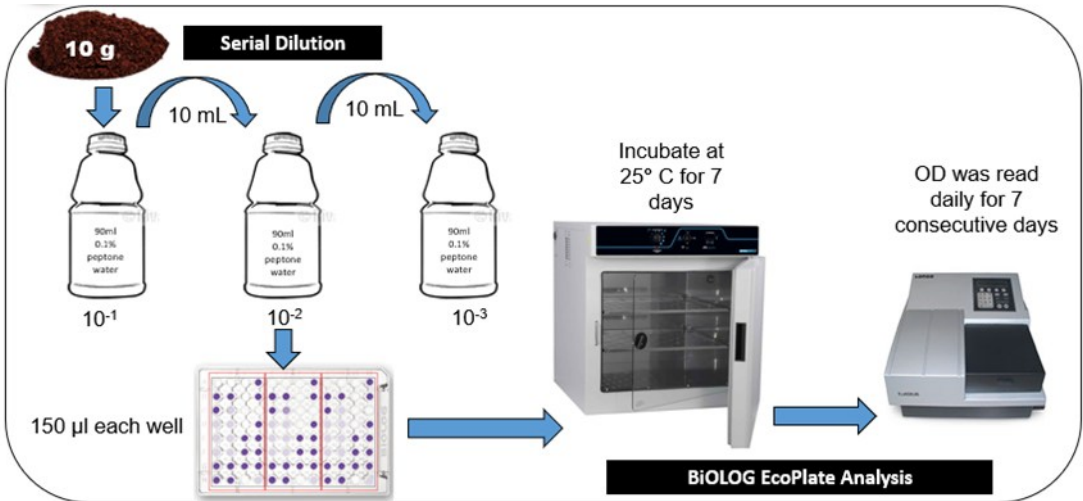 10 g
Serial Dilution
10 mL
10 mL
90ml
0.1%
peptone
water
90ml
0.1%
peptone
water
90ml
0.1%
peptone
water
10-1
10-2
10-3
150 µl each well
Incubate at
25° C for 7
days
OD was read
daily for 7
consecutive days
BiOLOG EcoPlate Analysis